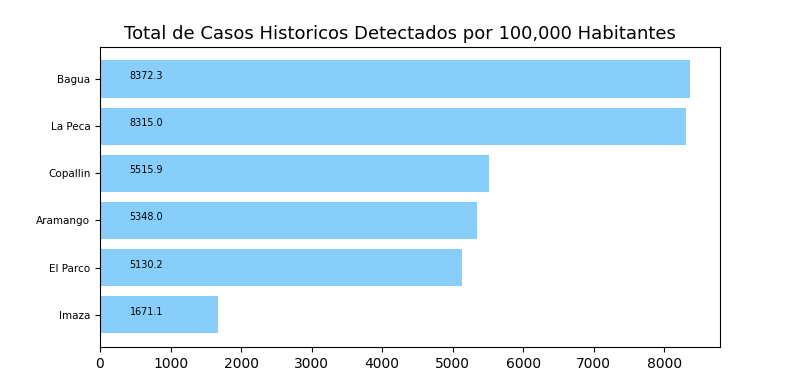 Total de Casos Historicos Detectados por 100,000 Habitantes
Bagua 8372.3
La Peca 8315.0
Copallin 5515.9
Aramango 5348.0
El Parco 5130.2
Imaza 1671.1
0 1000 2000 3000 4000 5000 6000 7000 8000